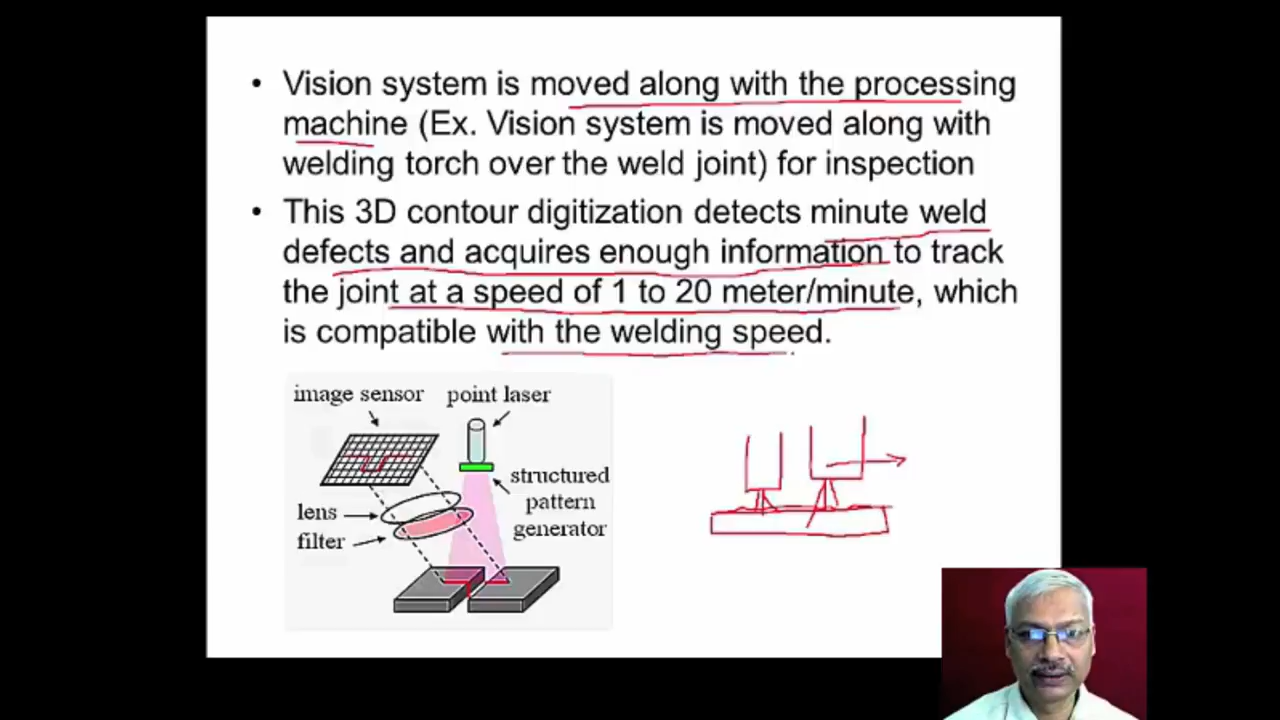 • Vision system is moved along with the processing
machine (Ex. Vision system is moved along with
welding torch over the weld joint) for inspection
• This 3D contour digitization detects minute weld
defects and acquires enough information to track
the joint at a speed of 1 to 20 meter/minute, which
is compatible with the welding speed.
image sensor
point laser
structured
pattern
generator
lens
filter